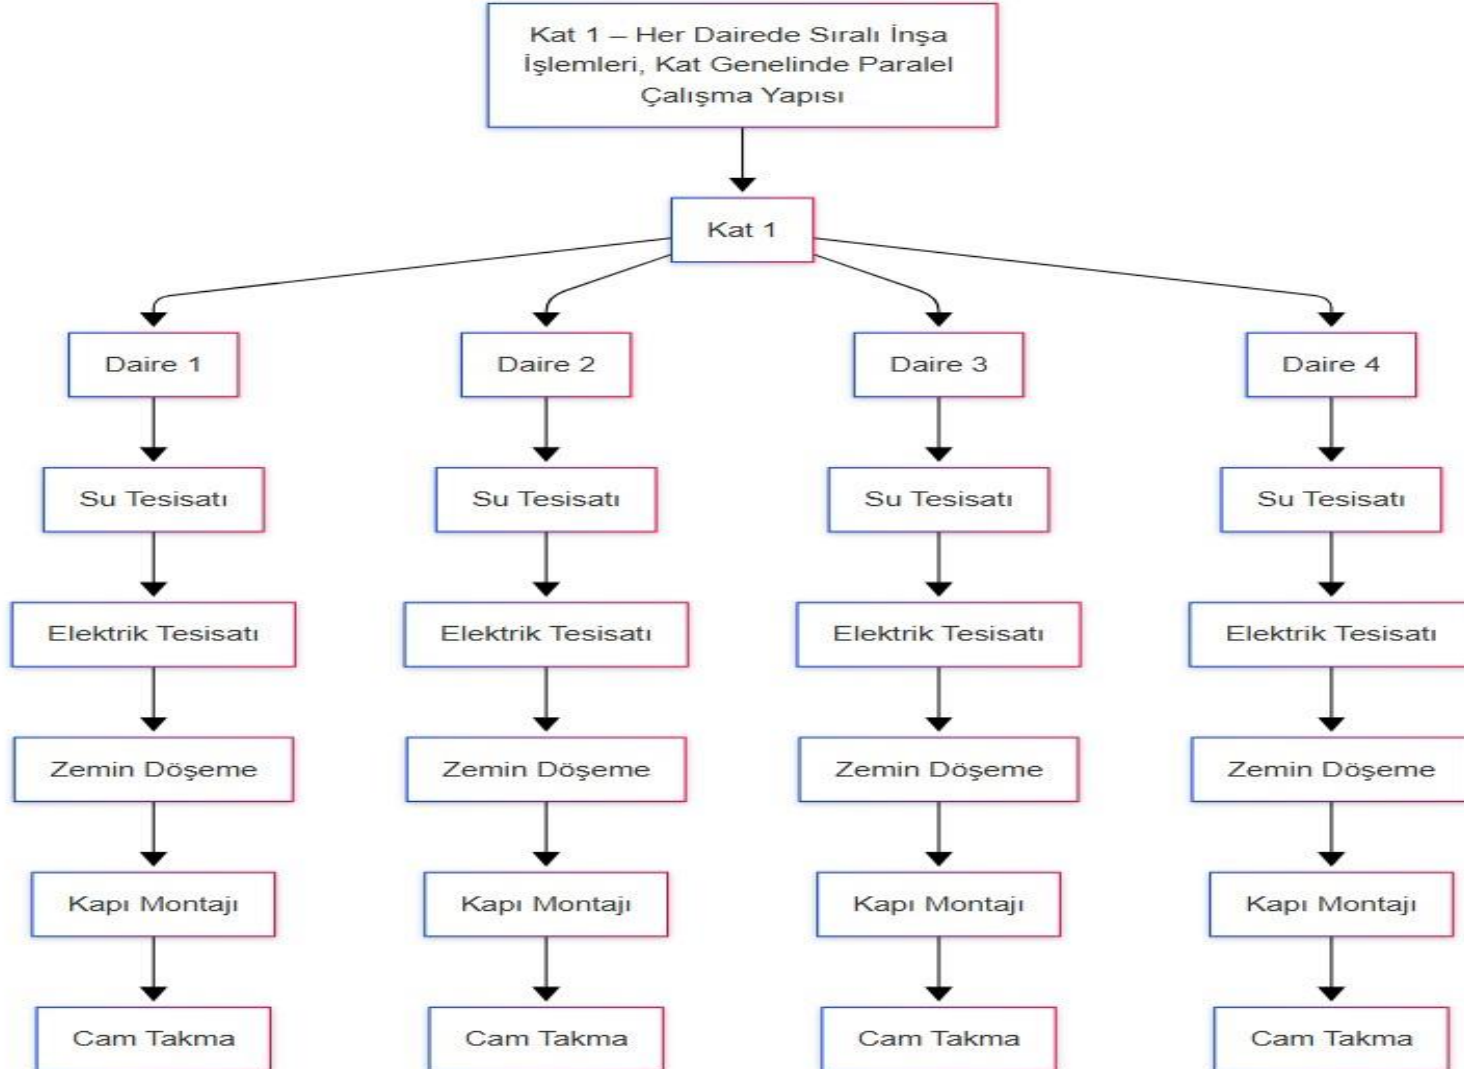 Kat 1 – Her Dairede Sıralı İnşa
İşlemleri, Kat Genelinde Paralel
Çalışma Yapısı
Kat 1
Daire 1
Daire 2
Daire 3
Daire 4
Su Tesisatı
Su Tesisatı
Su Tesisatı
Su Tesisatı
Elektrik Tesisatı
Elektrik Tesisatı
Elektrik Tesisatı
Elektrik Tesisatı
Zemin Döşeme
Zemin Döşeme
Zemin Döşeme
Zemin Döşeme
Kapı Montajı
Kapı Montajı
Kapı Montajı
Kapı Montajı
Cam Takma
Cam Takma
Cam Takma
Cam Takma